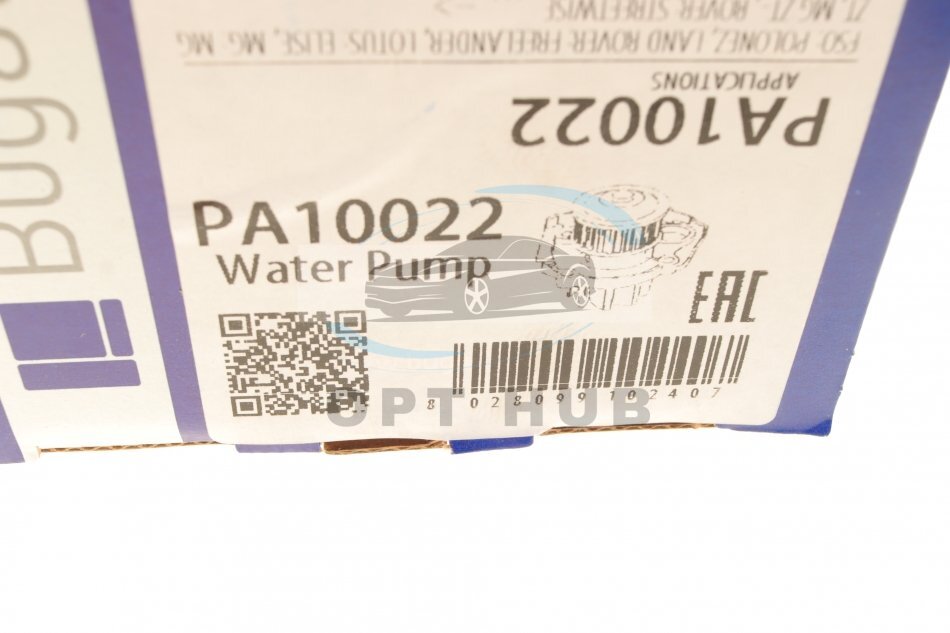 ZT, MG ZT- ROVER STREETWISE
FSO- POLONEZ, LAND ROVER- FREELANDER, LOTUS- ELISE, MG- MG
APPLICATIONS
PA10022
PA10022
Water Pump
EAC
8 028099 102407
OPT HUB